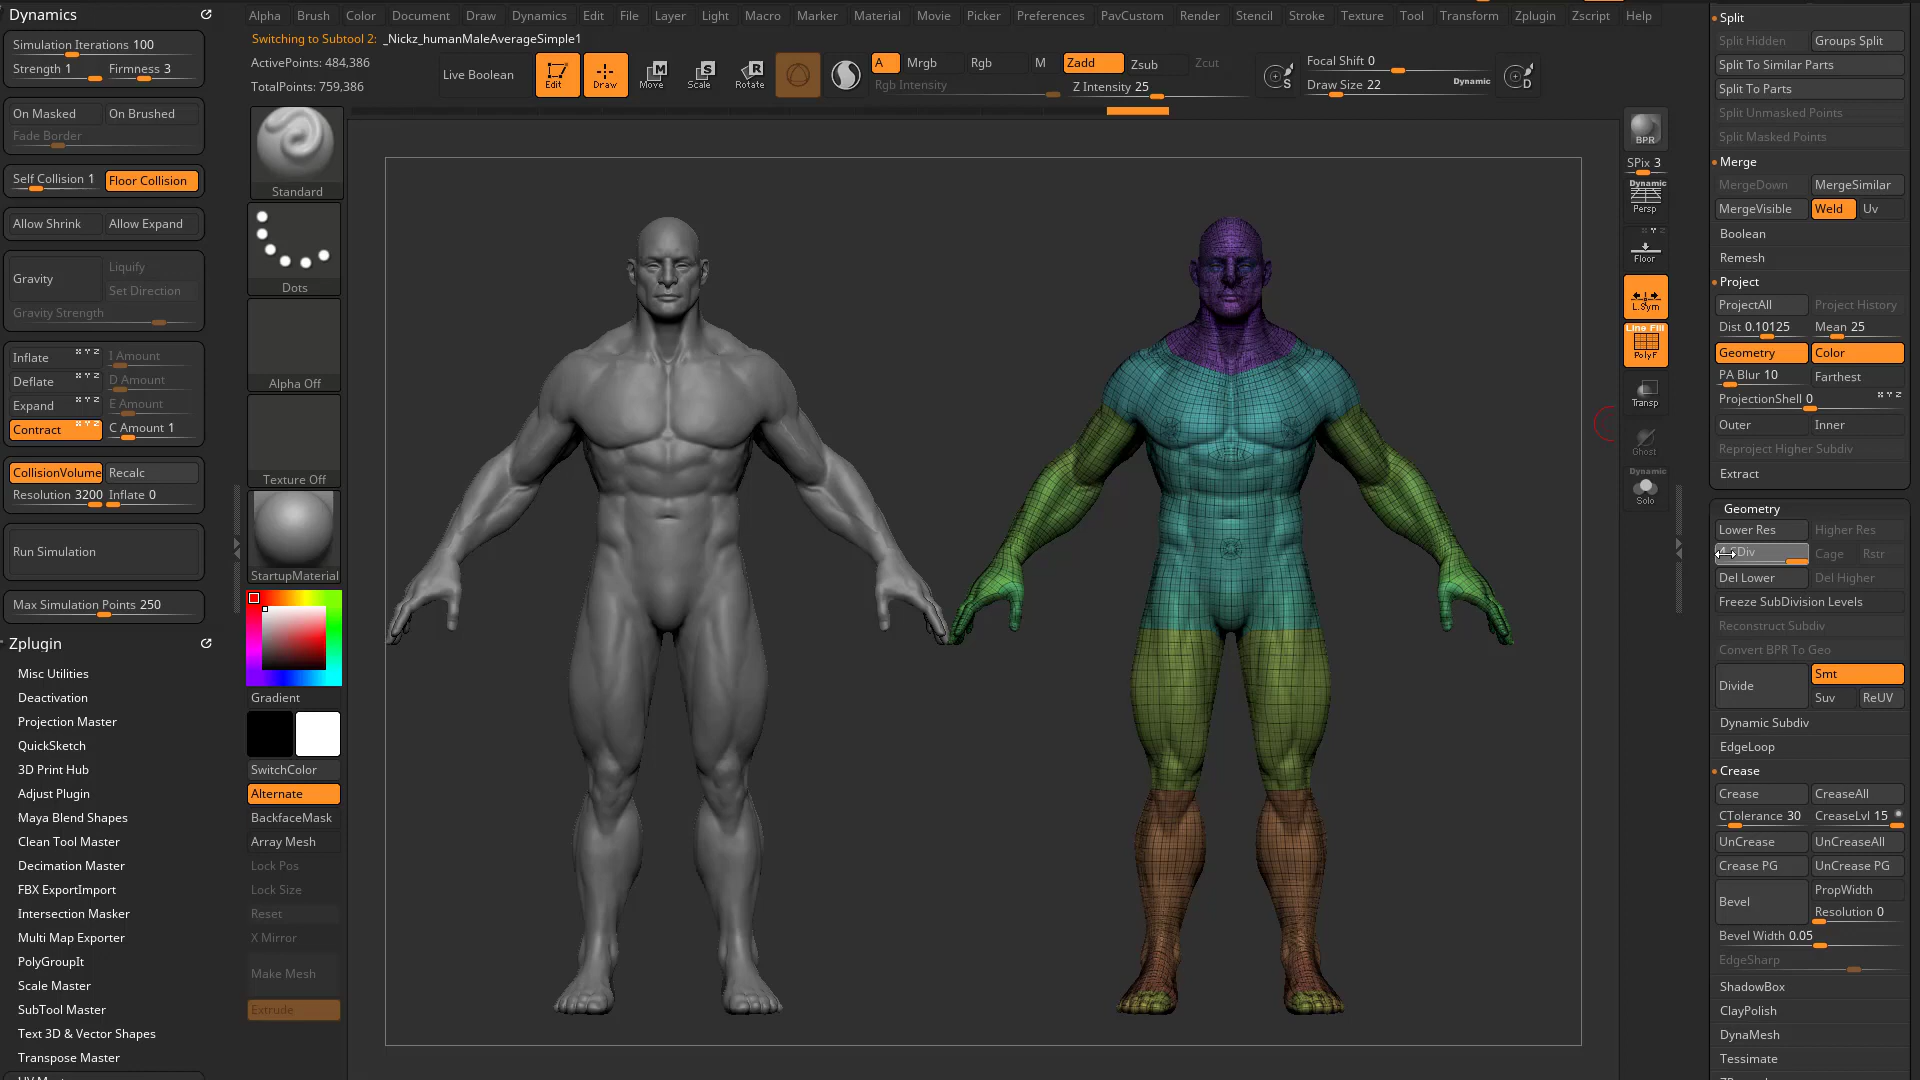 Dynamics
Simulation Iterations 100
Strength 1 Firmness 3
On Masked On Brushed
Fade Border
Self Collision 1 Floor Collision
Allow Shrink Allow Expand
Gravity Liquify
Set Direction
Gravity Strength
Inflate X Y Z I Amount
Deflate X Y Z D Amount
Expand X Y Z E Amount
Contract X Y Z C Amount 1
CollisionVolume Recalc
Resolution 3200 Inflate 0
Run Simulation
Max Simulation Points 250
Zplugin
Misc Utilities
Deactivation
Projection Master
QuickSketch
3D Print Hub
Adjust Plugin
Maya Blend Shapes
Clean Tool Master
Decimation Master
FBX ExportImport
Intersection Masker
Multi Map Exporter
PolyGroupIt
Scale Master
SubTool Master
Text 3D & Vector Shapes
Transpose Master
Alpha Brush Color Document Draw Dynamics Edit File Layer Light Macro Marker Material Movie Picker Preferences PavCustom Render Stencil Stroke Texture Tool Transform Zplugin Zscript Help
Switching to Subtool 2: _Nickz_humanMaleAverageSimple1
ActivePoints: 484,386
TotalPoints: 759,386
Live Boolean
Edit
Draw
Move
Scale
Rotate
A Mrgb Rgb M Zadd Zsub Zcut
Rgb Intensity Z Intensity 25
S
Focal Shift 0
Draw Size 22 Dynamic
D
Standard
Dots
Alpha Off
Texture Off
StartupMaterial
Gradient
SwitchColor
Alternate
BackfaceMask
Array Mesh
Lock Pos
Lock Size
Reset
X Mirror
Make Mesh
Extrude
BPR
SPix 3
Dynamic
Persp
Floor
L.Sym
Line Fill
PolyF
Transp
Ghost
Dynamic
Solo
Split
Split Hidden Groups Split
Split To Similar Parts
Split To Parts
Split Unmasked Points
Split Masked Points
Merge
MergeDown MergeSimilar
MergeVisible Weld Uv
Boolean
Remesh
Project
ProjectAll Project History
Dist 0.10125 Mean 25
Geometry Color
PA Blur 10 Farthest
ProjectionShell 0 X Y Z
Outer Inner
Reproject Higher Subdiv
Extract
Geometry
Lower Res Higher Res
Div Cage Rstr
Del Lower Del Higher
Freeze SubDivision Levels
Reconstruct Subdiv
Convert BPR To Geo
Divide Smt
Suv ReUV
Dynamic Subdiv
EdgeLoop
Crease
Crease CreaseAll
CTolerance 30 CreaseLvl 15
UnCrease UnCreaseAll
Crease PG UnCrease PG
Bevel PropWidth
Resolution 0
Bevel Width 0.05
EdgeSharp
ShadowBox
ClayPolish
DynaMesh
Tessimate